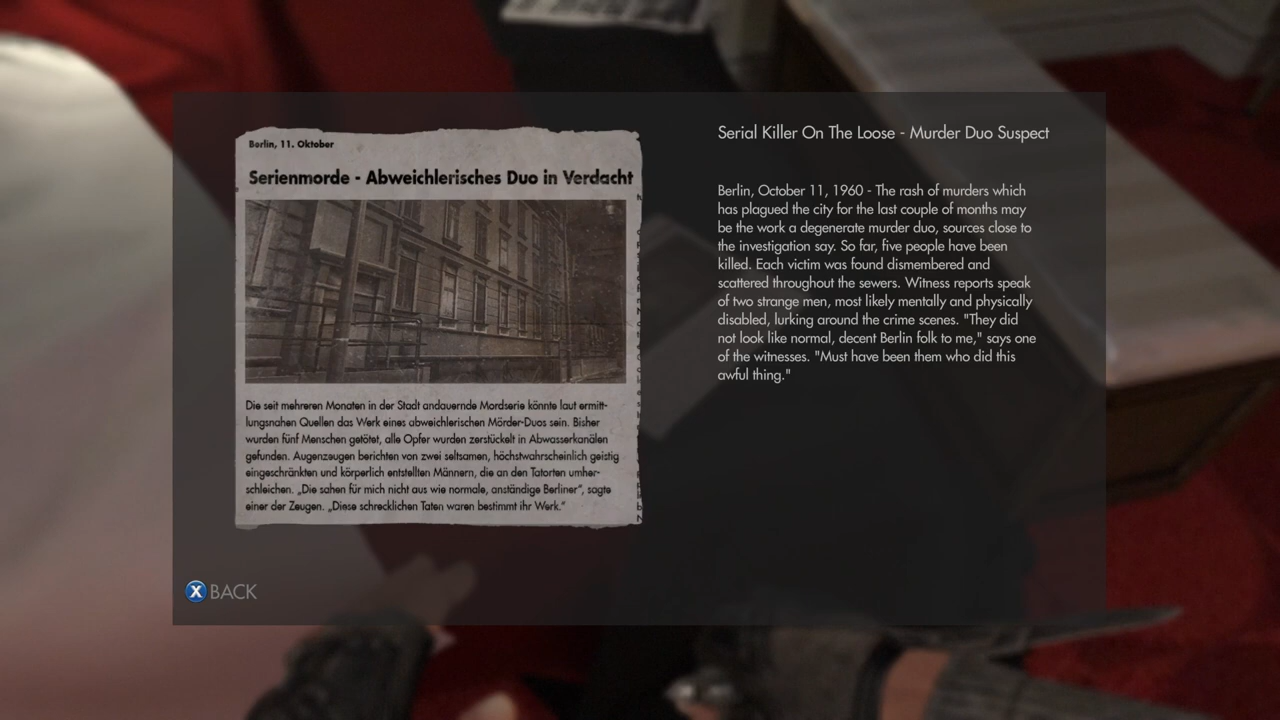 Berlin, 11. Oktober
Serienmorde - Abweichlerisches Duo in Verdacht
Die seit mehreren Monaten in der Stadt andauernde Mordserie könnte laut ermitt-
lungsnahen Quellen das Werk eines abweichlerischen Mörder-Duos sein. Bisher
wurden fünf Menschen getötet, alle Opfer wurden zerstückelt in Abwasserkanälen
gefunden. Augenzeugen berichten von zwei seltsamen, höchstwahrscheinlich geistig
eingeschränkten und körperlich entstellten Männern, die an den Tatorten umher-
schleichen. „Die sahen für mich nicht aus wie normale, anständige Berliner“, sagte
einer der Zeugen. „Diese schrecklichen Taten waren bestimmt ihr Werk.“
Serial Killer On The Loose - Murder Duo Suspect
Berlin, October 11, 1960 - The rash of murders which
has plagued the city for the last couple of months may
be the work a degenerate murder duo, sources close to
the investigation say. So far, five people have been
killed. Each victim was found dismembered and
scattered throughout the sewers. Witness reports speak
of two strange men, most likely mentally and physically
disabled, lurking around the crime scenes. "They did
not look like normal, decent Berlin folk to me," says one
of the witnesses. "Must have been them who did this
awful thing."
X BACK